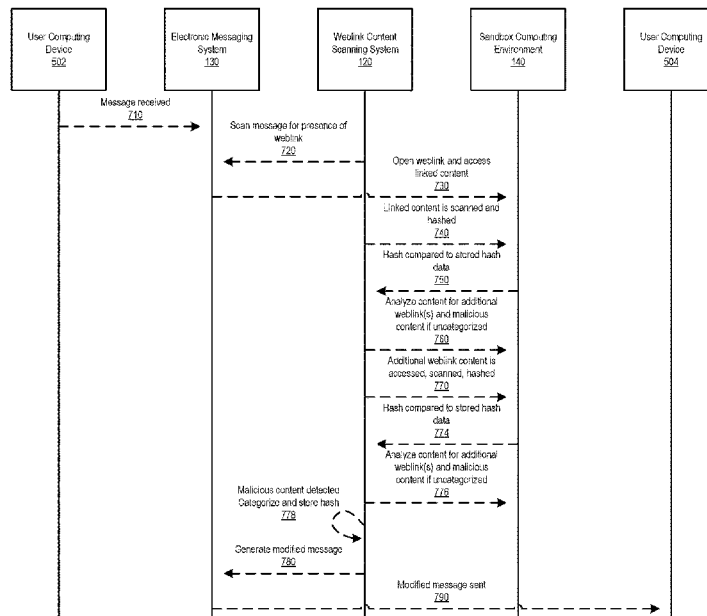 User Computing
Device
502
Electronic Messaging
System
130
Weblink Content
Scanning System
120
Sandbox Computing
Environment
140
User Computing
Device
504
Message received
710
Scan message for presence of
weblink
720
Open weblink and access
linked content
730
Linked content is scanned and
hashed
740
Hash compared to stored hash
data
750
Analyze content for additional
weblink(s) and malicious
content if uncategorized
760
Additional weblink content is
accessed, scanned, hashed
770
Hash compared to stored hash
data
774
Analyze content for additional
weblink(s) and malicious
content if uncategorized
776
Malicious content detected
Categorize and store hash
778
Generate modified message
780
Modified message sent
790